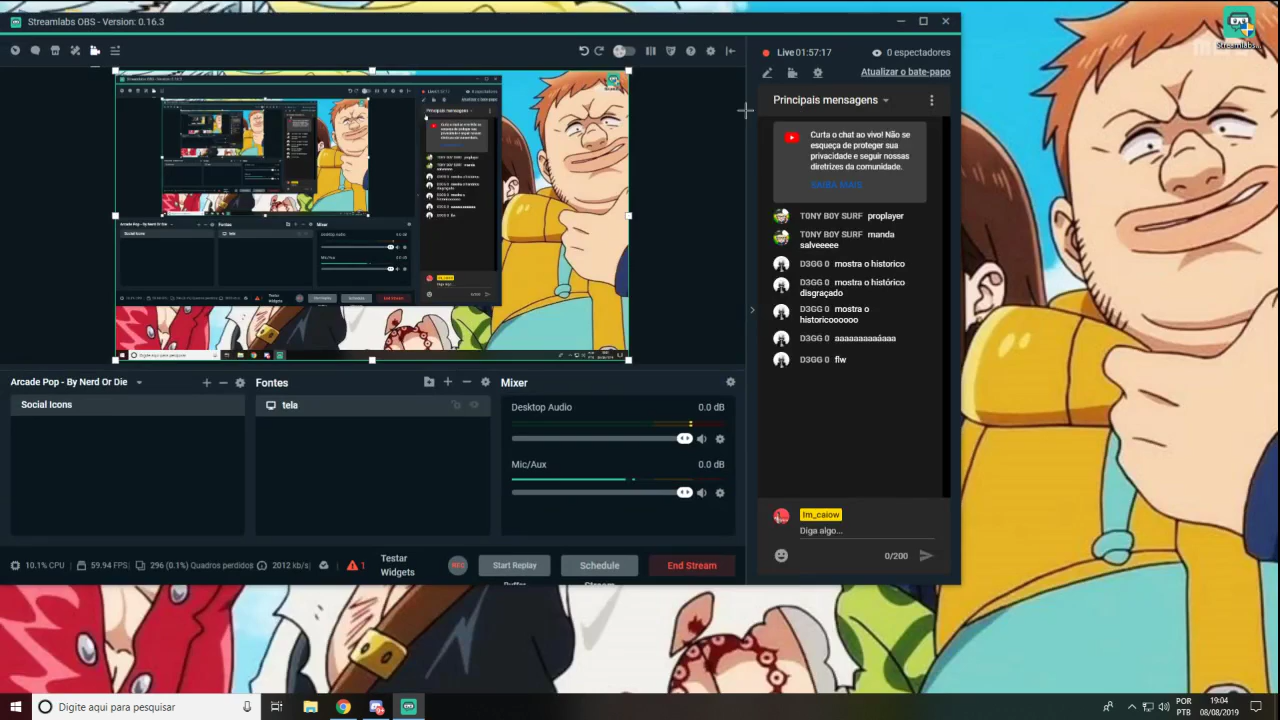 Streamlabs OBS - Version: 0.16.3
Streamlabs...
Live 01:57:17
0 espectadores
Atualizar o bate-papo
Principais mensagens
Curta o chat ao vivo! Não se
esqueça de proteger sua
privacidade e seguir nossas
diretrizes da comunidade.
SAIBA MAIS
TONY BOY SURF proplayer
TONY BOY SURF manda
salveeeee
D3GG 0 mostra o historico
D3GG 0 mostra o histórico
disgraçado
D3GG 0 mostra o
historicooooooo
D3GG 0 aaaaaaaaáaaaa
D3GG 0 flw
Arcade Pop - By Nerd Or Die
Social Icons
Fontes
tela
Mixer
Desktop Audio 0.0 dB
Mic/Aux 0.0 dB
!m_caiow
Diga algo...
0/200
10.1% CPU
59.94 FPS
296 (0.1%) Quadros perdidos
2012 kb/s
1
Testar
Widgets
REC
Start Replay
Buffer
Schedule
Stream
End Stream
Digite aqui para pesquisar
POR
PTB
19:04
08/08/2019